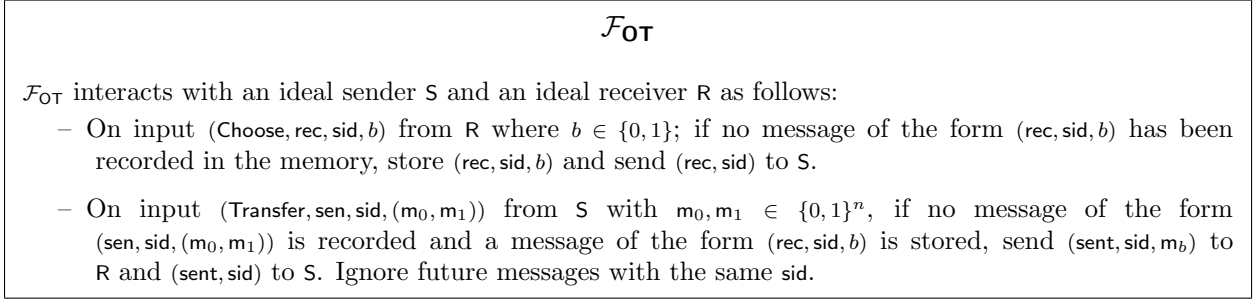 𝓕_OT
𝓕_OT interacts with an ideal sender S and an ideal receiver R as follows:
– On input (Choose, rec, sid, b) from R where b ∈ {0, 1}; if no message of the form (rec, sid, b) has been
recorded in the memory, store (rec, sid, b) and send (rec, sid) to S.
– On input (Transfer, sen, sid, (m₀, m₁)) from S with m₀, m₁ ∈ {0, 1}ⁿ, if no message of the form
(sen, sid, (m₀, m₁)) is recorded and a message of the form (rec, sid, b) is stored, send (sent, sid, m_b) to
R and (sent, sid) to S. Ignore future messages with the same sid.